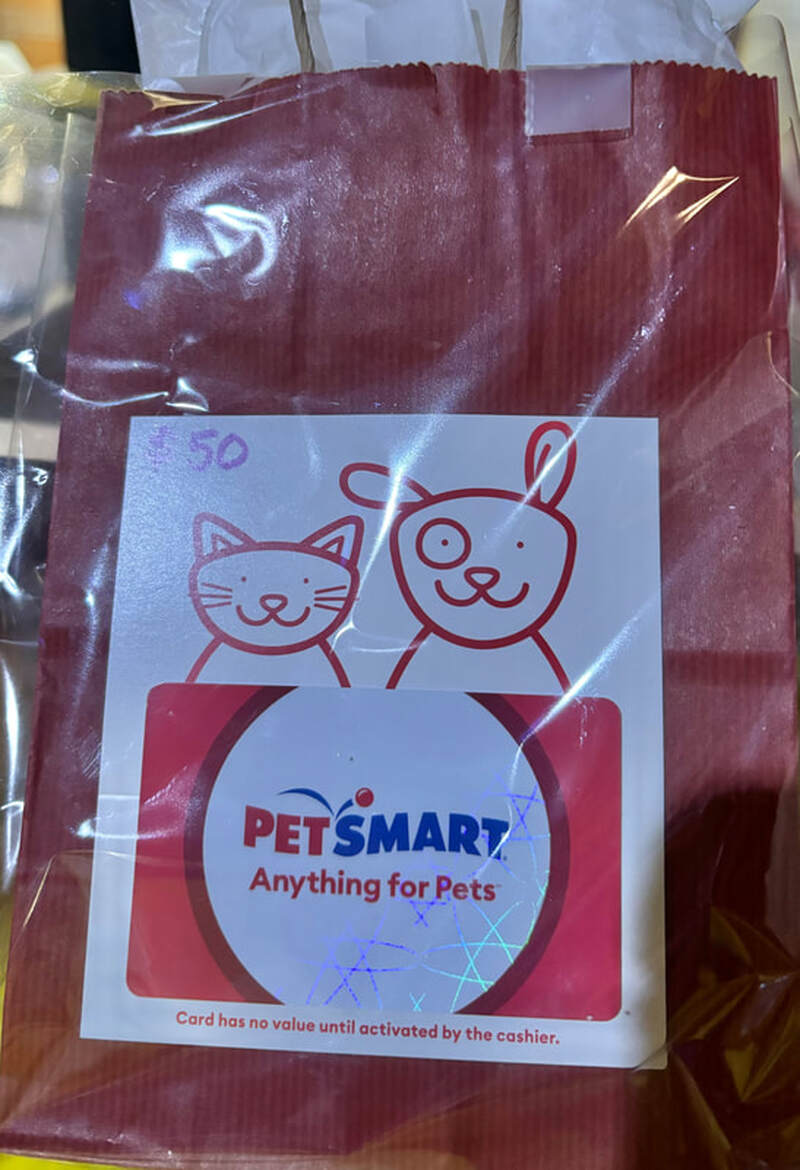 $50
PETSMART
Anything for Pets
Card has no value until activated by the cashier.